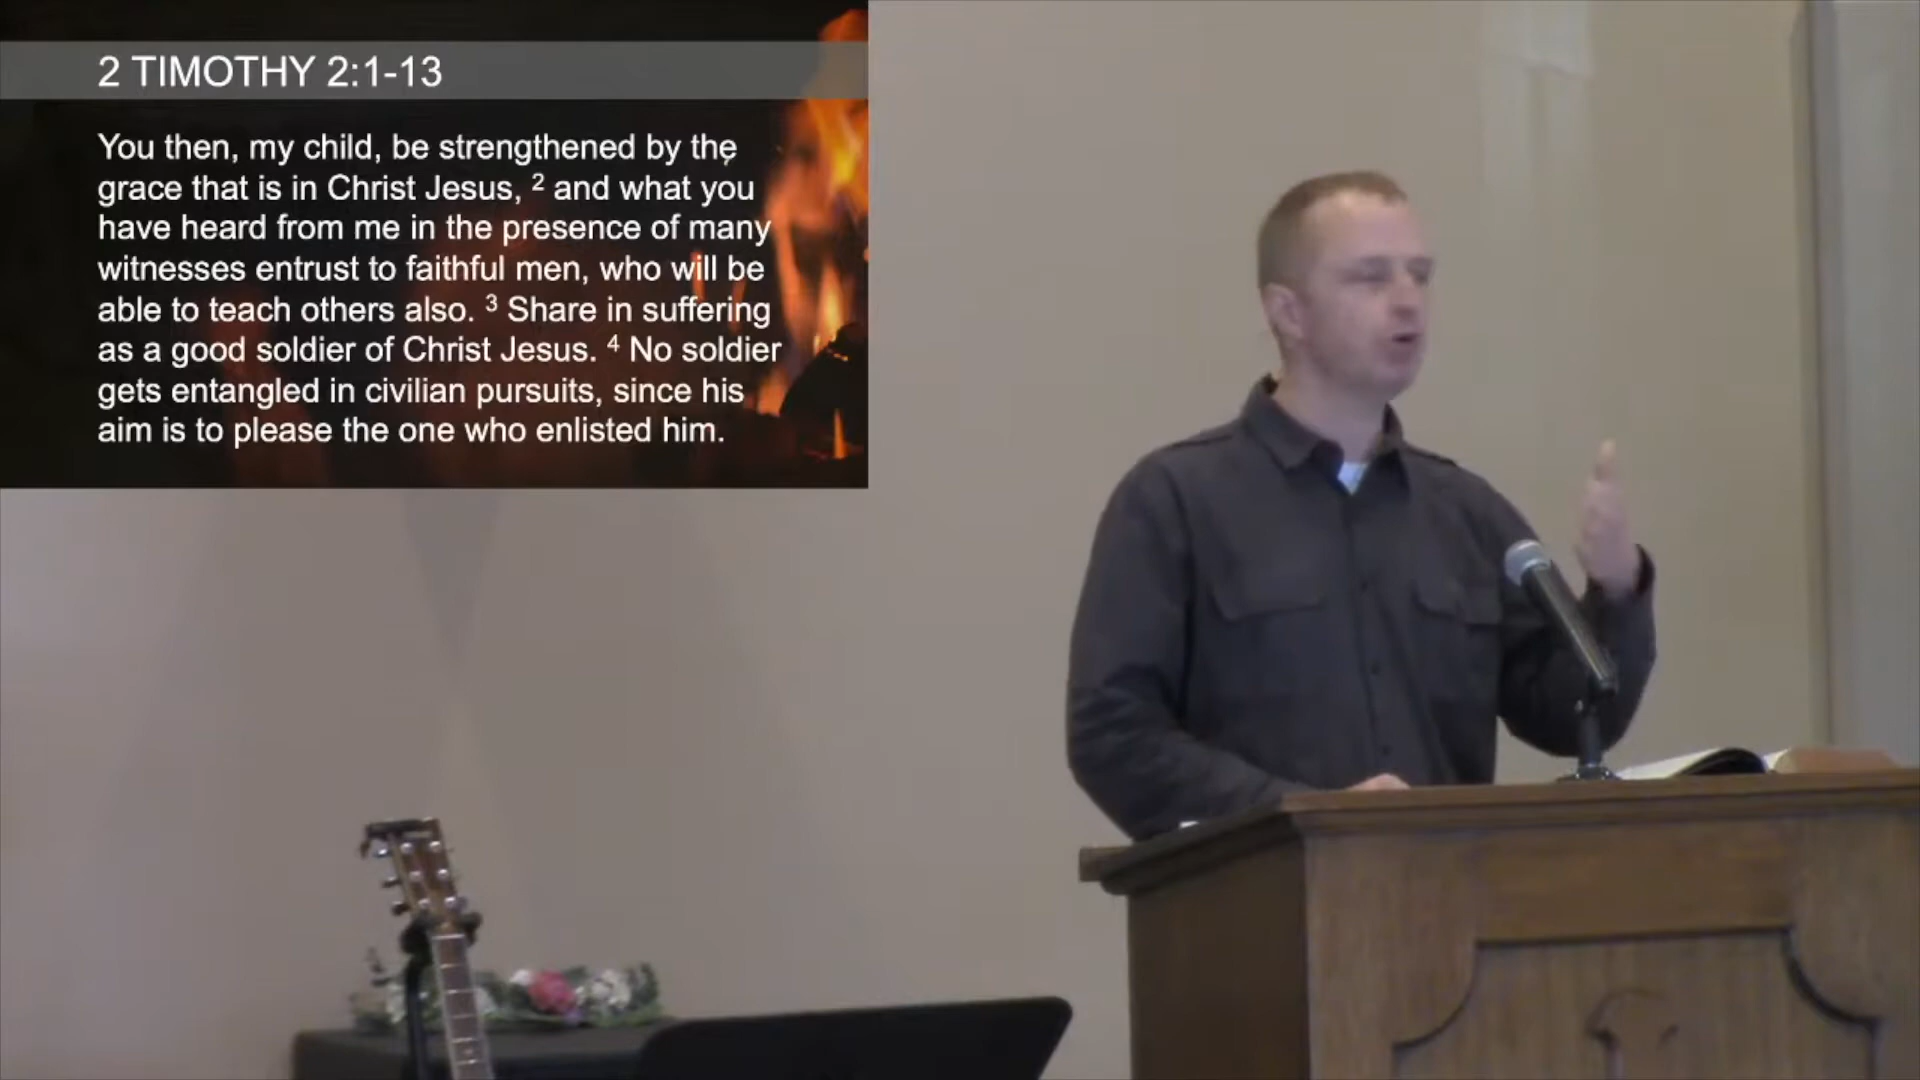 2 TIMOTHY 2:1-13
You then, my child, be strengthened by the
grace that is in Christ Jesus, ² and what you
have heard from me in the presence of many
witnesses entrust to faithful men, who will be
able to teach others also. ³ Share in suffering
as a good soldier of Christ Jesus. ⁴ No soldier
gets entangled in civilian pursuits, since his
aim is to please the one who enlisted him.